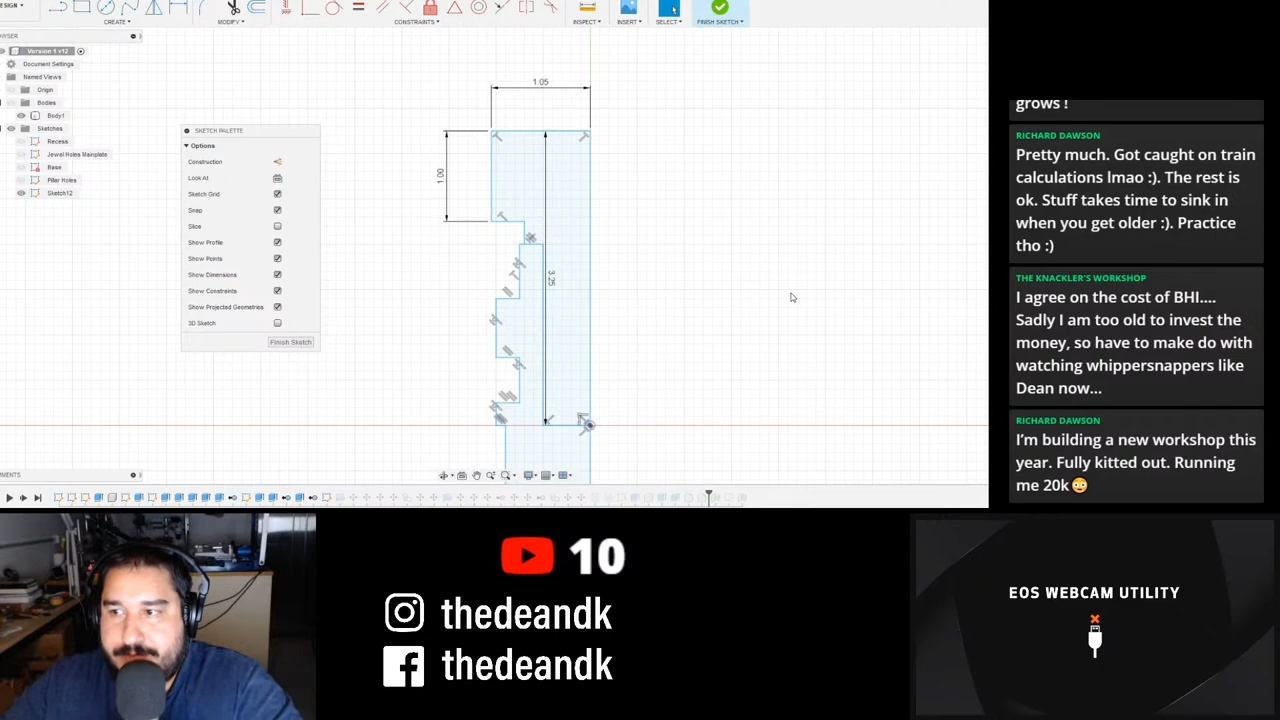 DESIGN
CREATE
MODIFY
CONSTRAINTS
INSPECT
INSERT
SELECT
FINISH SKETCH
Version 1 v12
Document Settings
Named Views
Origin
Bodies
Body1
Sketches
Recess
Jewel Holes Mainplate
Base
Pillar Holes
Sketch12
SKETCH PALETTE
Options
Construction
Look At
Sketch Grid
Snap
Slice
Show Profile
Show Points
Show Dimensions
Show Constraints
Show Projected Geometries
3D Sketch
Finish Sketch
1.05
1.00
3.25
grows !
RICHARD DAWSON
Pretty much. Got caught on train
calculations lmao :). The rest is
ok. Stuff takes time to sink in
when you get older :). Practice
tho :)
THE KNACKLER'S WORKSHOP
I agree on the cost of BHI....
Sadly I am too old to invest the
money, so have to make do with
watching whippersnappers like
Dean now...
RICHARD DAWSON
I'm building a new workshop this
year. Fully kitted out. Running
me 20k😳
10
thedeandk
thedeandk
EOS WEBCAM UTILITY